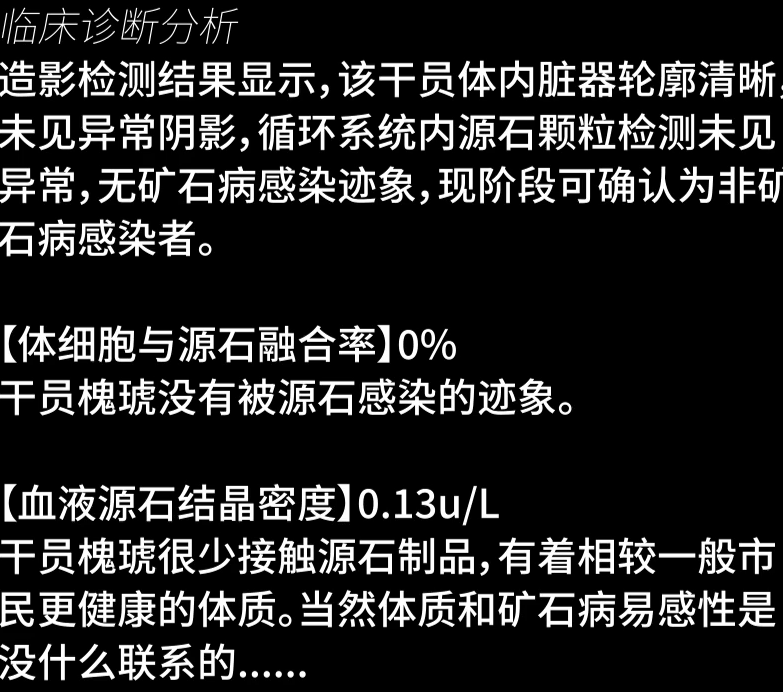 临床诊断分析
造影检测结果显示，该干员体内脏器轮廓清晰，
未见异常阴影，循环系统内源石颗粒检测未见
异常，无矿石病感染迹象，现阶段可确认为非矿
石病感染者。
【体细胞与源石融合率】0%
干员槐琥没有被源石感染的迹象。
【血液源石结晶密度】0.13u/L
干员槐琥很少接触源石制品，有着相较一般市
民更健康的体质。当然体质和矿石病易感性是
没什么联系的......